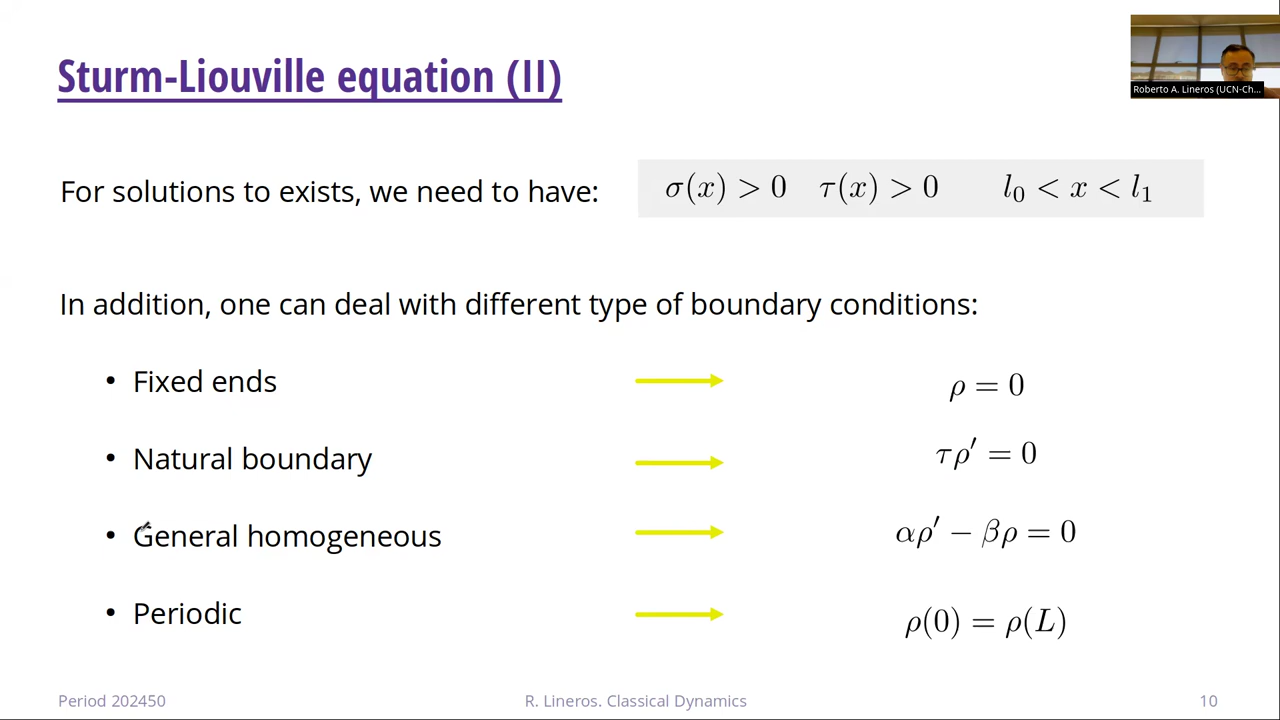 Sturm-Liouville equation (II)
Roberto A. Lineros (UCN-Ch...
For solutions to exists, we need to have: σ(x) > 0 τ(x) > 0 l₀ < x < l₁
In addition, one can deal with different type of boundary conditions:
• Fixed ends ρ = 0
• Natural boundary τρ′ = 0
• General homogeneous αρ′ − βρ = 0
• Periodic ρ(0) = ρ(L)
Period 202450 R. Lineros. Classical Dynamics 10